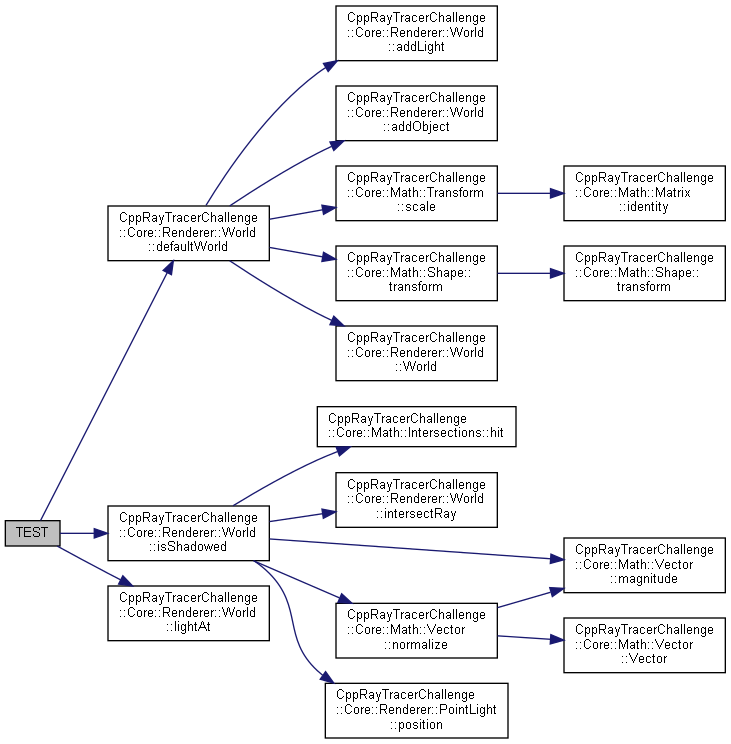 CppRayTracerChallenge
::Core::Renderer::World
::addLight
CppRayTracerChallenge
::Core::Renderer::World
::addObject
CppRayTracerChallenge
::Core::Math::Transform
::scale
CppRayTracerChallenge
::Core::Math::Matrix
::identity
CppRayTracerChallenge
::Core::Renderer::World
::defaultWorld
CppRayTracerChallenge
::Core::Math::Shape::
transform
CppRayTracerChallenge
::Core::Math::Shape::
transform
CppRayTracerChallenge
::Core::Renderer::World
::World
CppRayTracerChallenge
::Core::Math::Intersections::hit
TEST
CppRayTracerChallenge
::Core::Renderer::World
::isShadowed
CppRayTracerChallenge
::Core::Renderer::World
::intersectRay
CppRayTracerChallenge
::Core::Math::Vector
::magnitude
CppRayTracerChallenge
::Core::Renderer::World
::lightAt
CppRayTracerChallenge
::Core::Math::Vector
::normalize
CppRayTracerChallenge
::Core::Math::Vector
::Vector
CppRayTracerChallenge
::Core::Renderer::PointLight
::position